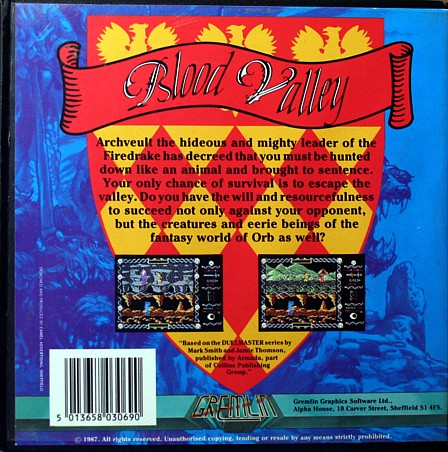 Blood Valley
Archveult the hideous and mighty leader of the
Firedrake has decreed that you must be hunted
down like an animal and brought to sentence.
Your only chance of survival is to escape the
valley. Do you have the will and resourcefulness
to succeed not only against your opponent,
but the creatures and eerie beings of the
fantasy world of Orb as well?
"Based on the DUELMASTER series by
Mark Smith and Jamie Thomson,
published by Armada, part
of Collins Publishing
Group."
5 013658 030690
GREMLIN
Gremlin Graphics Software Ltd.,
Alpha House, 10 Carver Street, Sheffield S1 4FS.
© 1987. All rights reserved. Unauthorised copying, lending or resale by any means strictly prohibited.